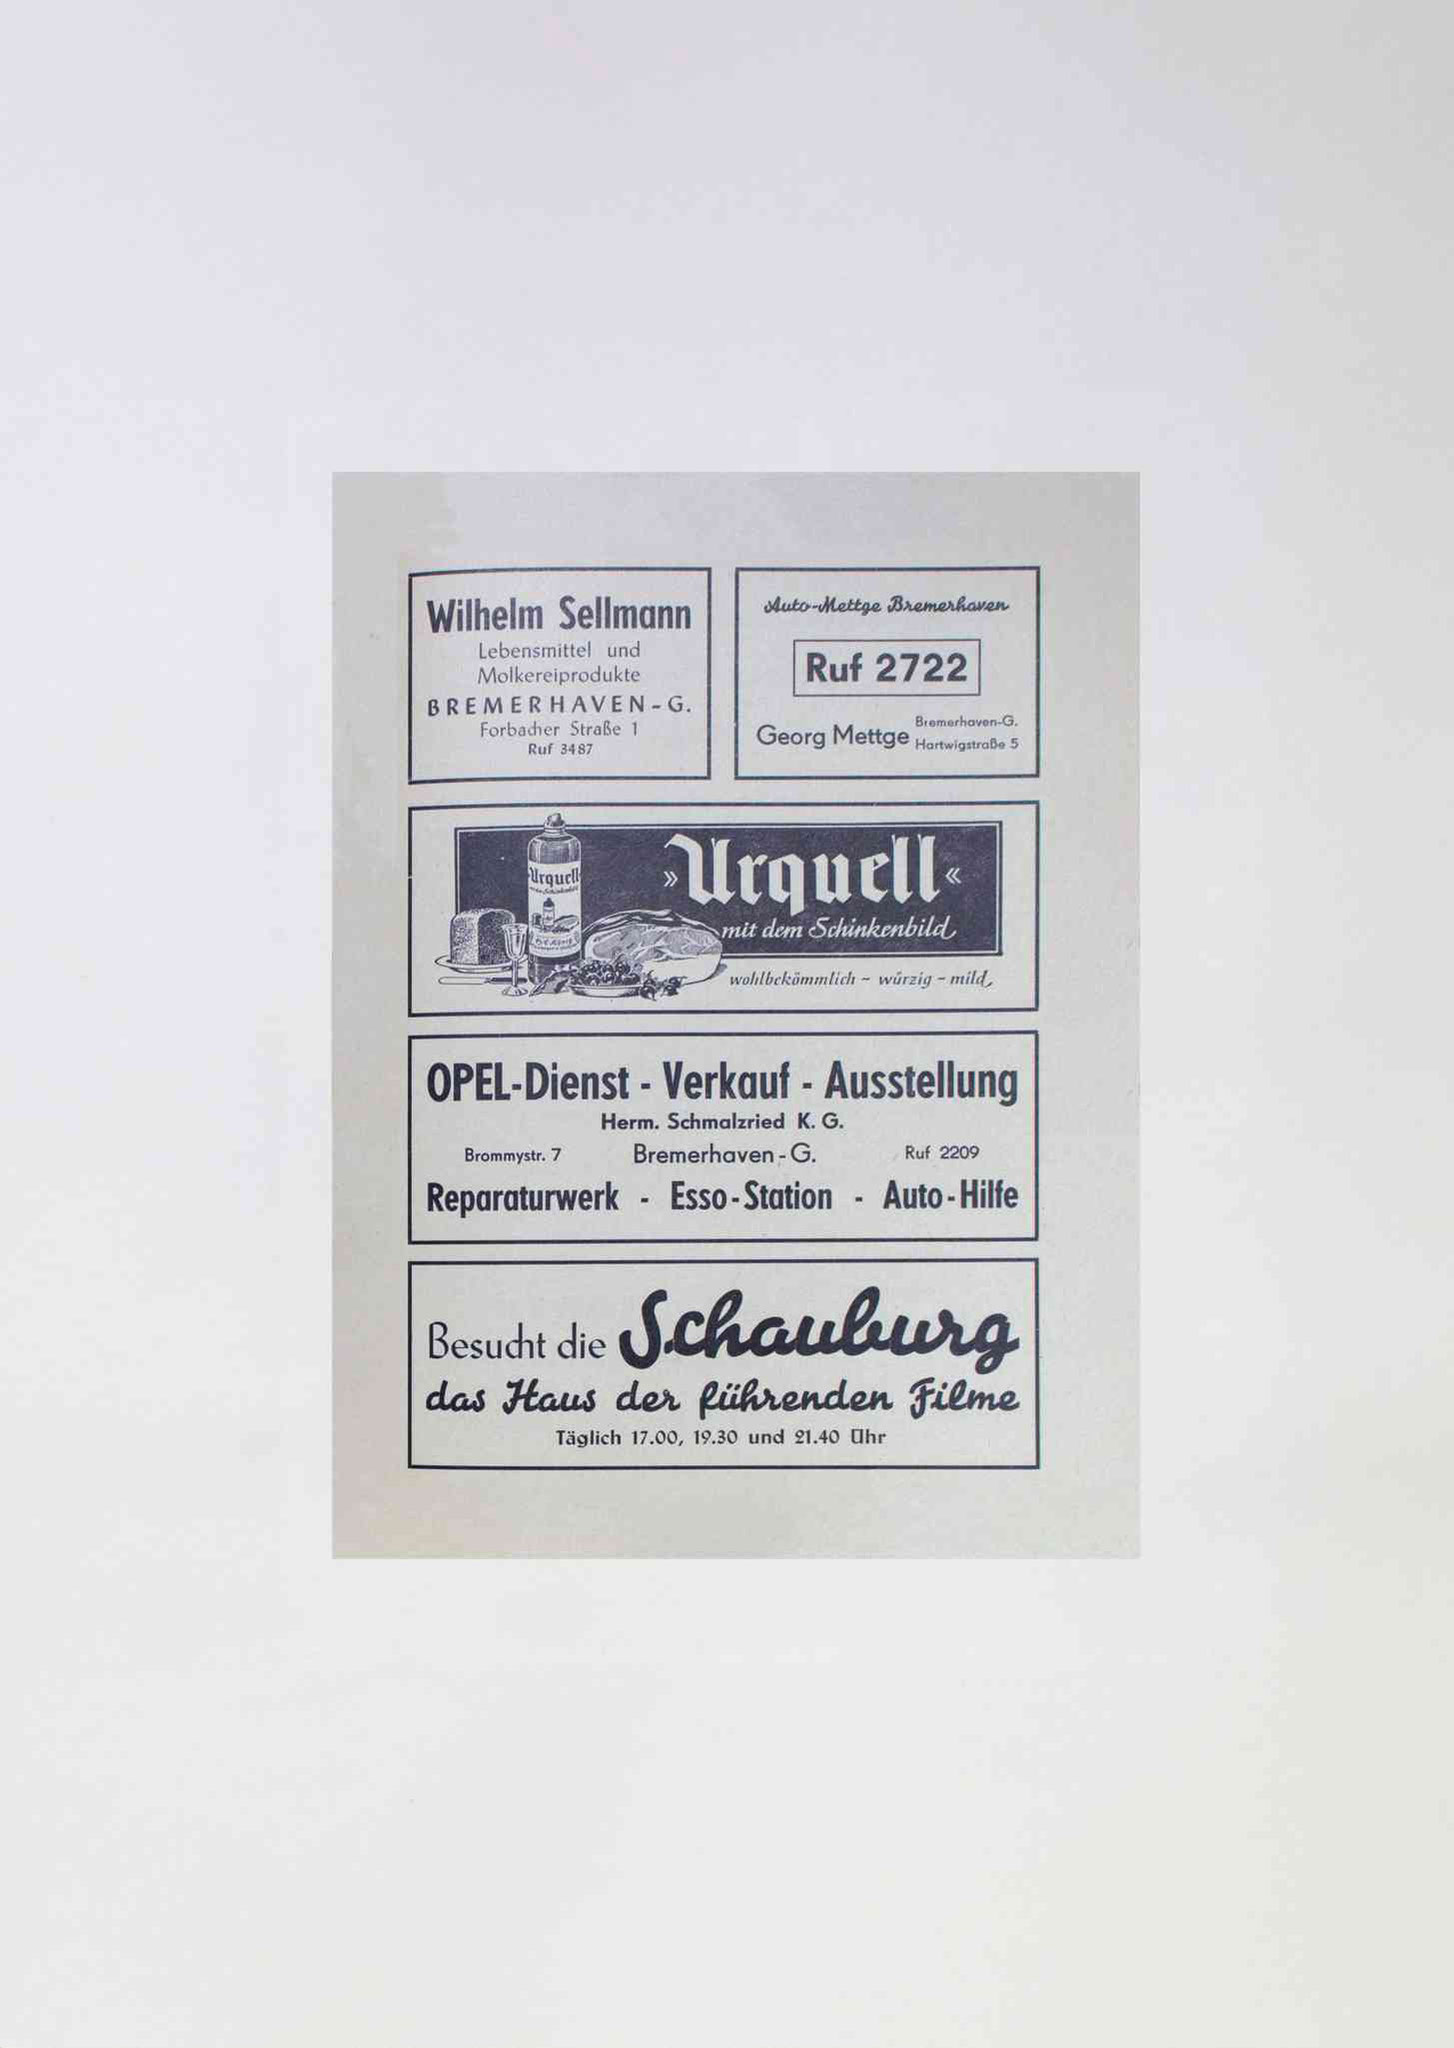 Wilhelm Sellmann
Lebensmittel und
Molkereiprodukte
BREMERHAVEN-G.
Forbacher Straße 1
Ruf 3487
Auto-Mettge Bremerhaven
Ruf 2722
Georg Mettge
Bremerhaven-G.
Hartwigstraße 5
»Urquell«
mit dem Schinkenbild
Urquell
wohlbekömmlich - würzig - mild
OPEL-Dienst - Verkauf - Ausstellung
Herm. Schmalzried K. G.
Brommystr. 7 Bremerhaven-G. Ruf 2209
Reparaturwerk - Esso-Station - Auto-Hilfe
Besucht die Schauburg
das Haus der führenden Filme
Täglich 17.00, 19.30 und 21.40 Uhr